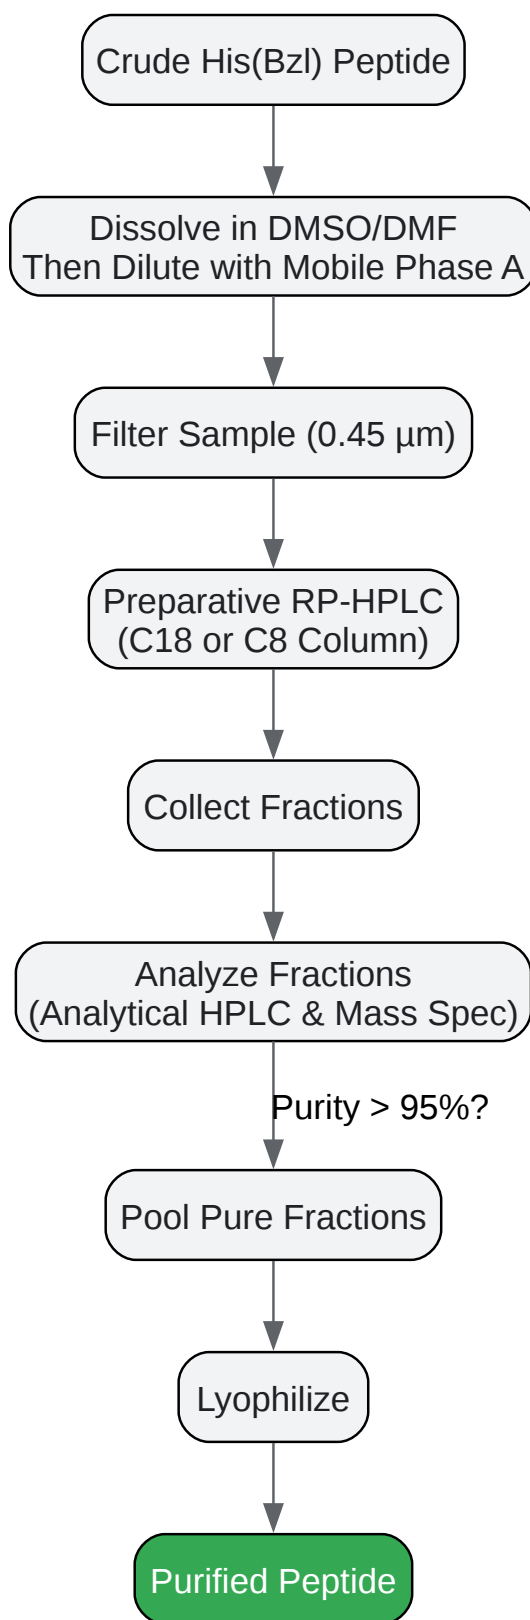 Crude His(Bzl) Peptide
Dissolve in DMSO/DMF
Then Dilute with Mobile Phase A
Filter Sample (0.45 µm)
Preparative RP-HPLC
(C18 or C8 Column)
Collect Fractions
Analyze Fractions
(Analytical HPLC & Mass Spec)
Purity > 95%?
Pool Pure Fractions
Lyophilize
Purified Peptide